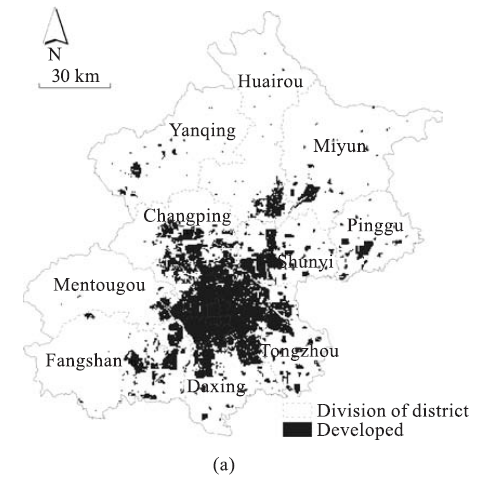 N
30 km
Huairou
Yanqing
Miyun
Changping
Pinggu
Shunyi
Mentougou
Fangshan
Tongzhou
Daxing
Division of district
Developed
(a)